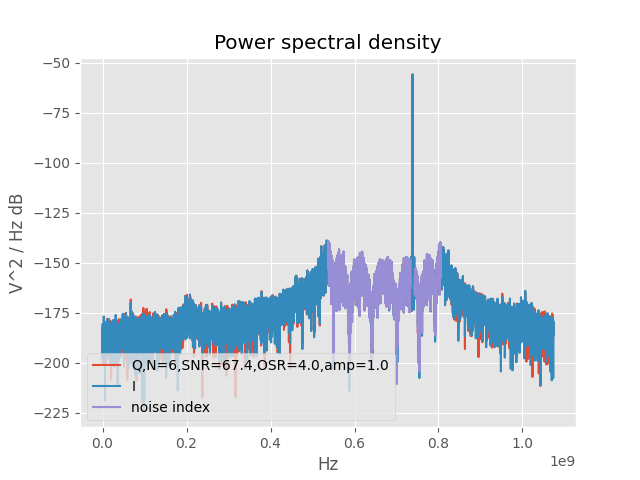 Power spectral density
V^2 / Hz dB
−50
−75
−100
−125
−150
−175
−200
−225
Q,N=6,SNR=67.4,OSR=4.0,amp=1.0
I
noise index
0.0 0.2 0.4 0.6 0.8 1.0
1e9
Hz